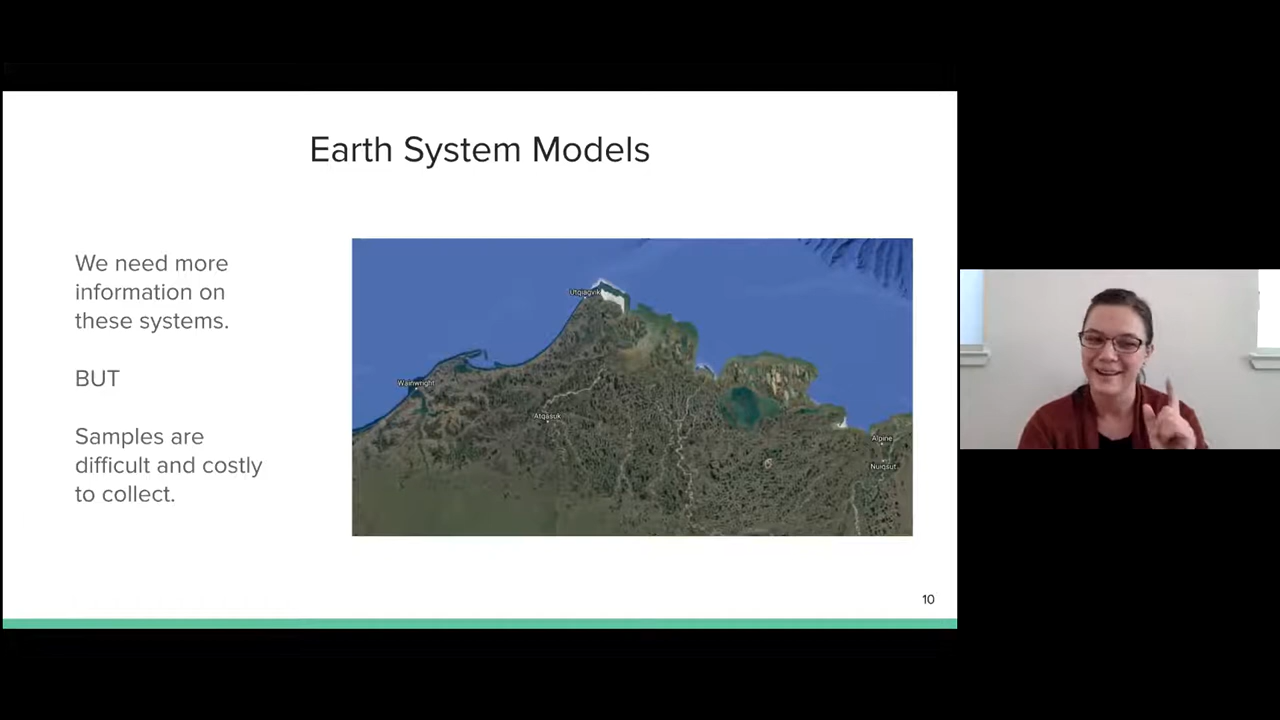 Earth System Models
We need more
information on
these systems.
BUT
Samples are
difficult and costly
to collect.
Utqiagvik
Wainwright
Atqasuk
Alpine
Nuiqsut
10